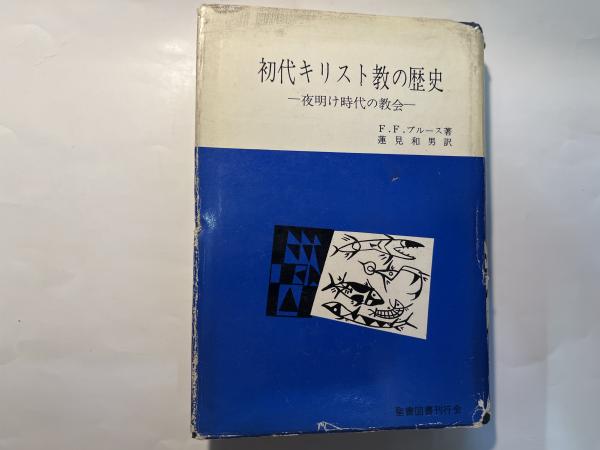 初代キリスト教の歴史
―夜明け時代の教会―
F.F.ブルース著
蓮見和男訳
聖書図書刊行会